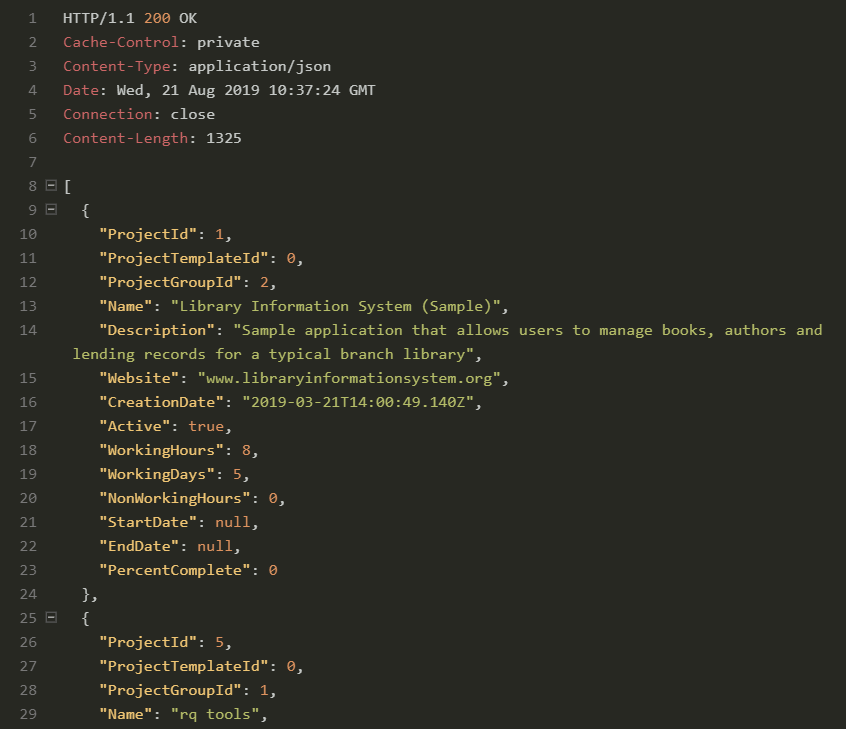 1 HTTP/1.1 200 OK
2 Cache-Control: private
3 Content-Type: application/json
4 Date: Wed, 21 Aug 2019 10:37:24 GMT
5 Connection: close
6 Content-Length: 1325
7
8 [
9 {
10 "ProjectId": 1,
11 "ProjectTemplateId": 0,
12 "ProjectGroupId": 2,
13 "Name": "Library Information System (Sample)",
14 "Description": "Sample application that allows users to manage books, authors and
lending records for a typical branch library",
15 "Website": "www.libraryinformationsystem.org",
16 "CreationDate": "2019-03-21T14:00:49.140Z",
17 "Active": true,
18 "WorkingHours": 8,
19 "WorkingDays": 5,
20 "NonWorkingHours": 0,
21 "StartDate": null,
22 "EndDate": null,
23 "PercentComplete": 0
24 },
25 {
26 "ProjectId": 5,
27 "ProjectTemplateId": 0,
28 "ProjectGroupId": 1,
29 "Name": "rq tools",